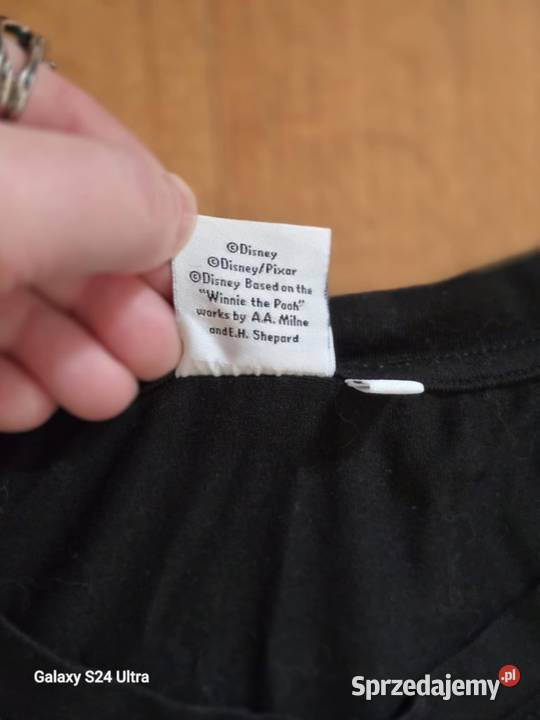 ©Disney
©Disney/Pixar
©Disney Based on the
"Winnie the Pooh"
works by A.A. Milne
and E.H. Shepard
Galaxy S24 Ultra
Sprzedajemy.pl